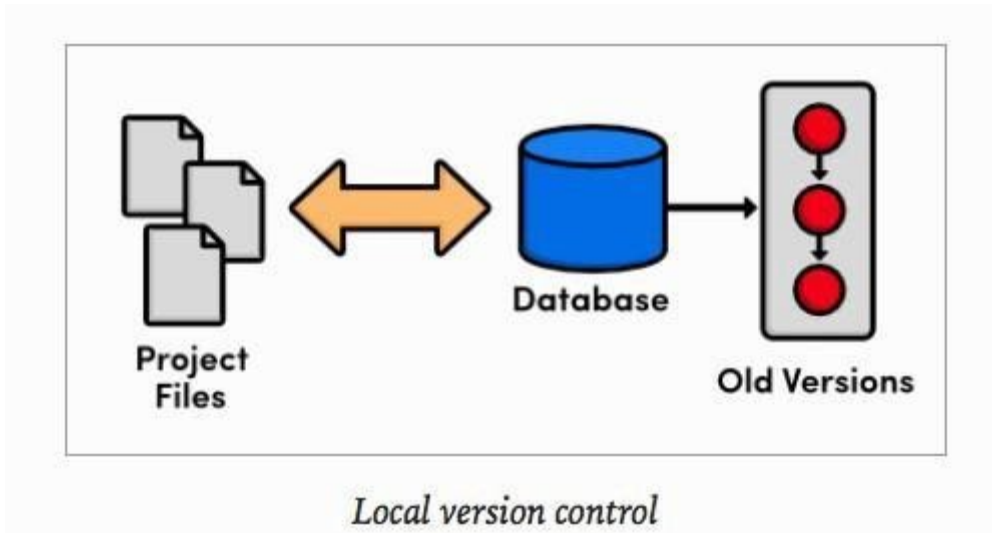 Project
Files
Database
Old Versions
Local version control